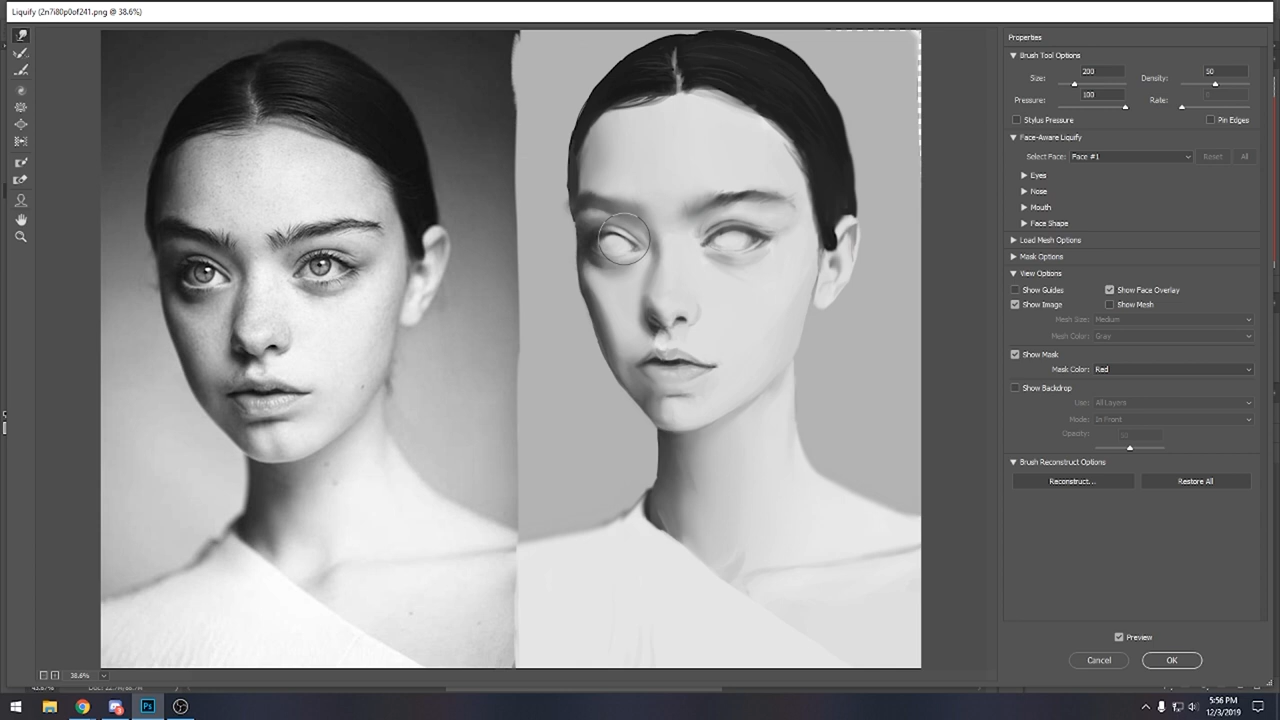 Liquify (2n7i80p0of241.png @ 38.6%)
Properties
Brush Tool Options
Size: 200 Density: 50
Pressure: 100 Rate: 0
Stylus Pressure Pin Edges
Face-Aware Liquify
Select Face: Face #1 Reset All
Eyes
Nose
Mouth
Face Shape
Load Mesh Options
Mask Options
View Options
Show Guides Show Face Overlay
Show Image Show Mesh
Mesh Size: Medium
Mesh Color: Gray
Show Mask
Mask Color: Red
Show Backdrop
Use: All Layers
Mode: In Front
Opacity: 50
Brush Reconstruct Options
Reconstruct... Restore All
Preview
Cancel OK
38.6%
Ps
5:56 PM
12/3/2019